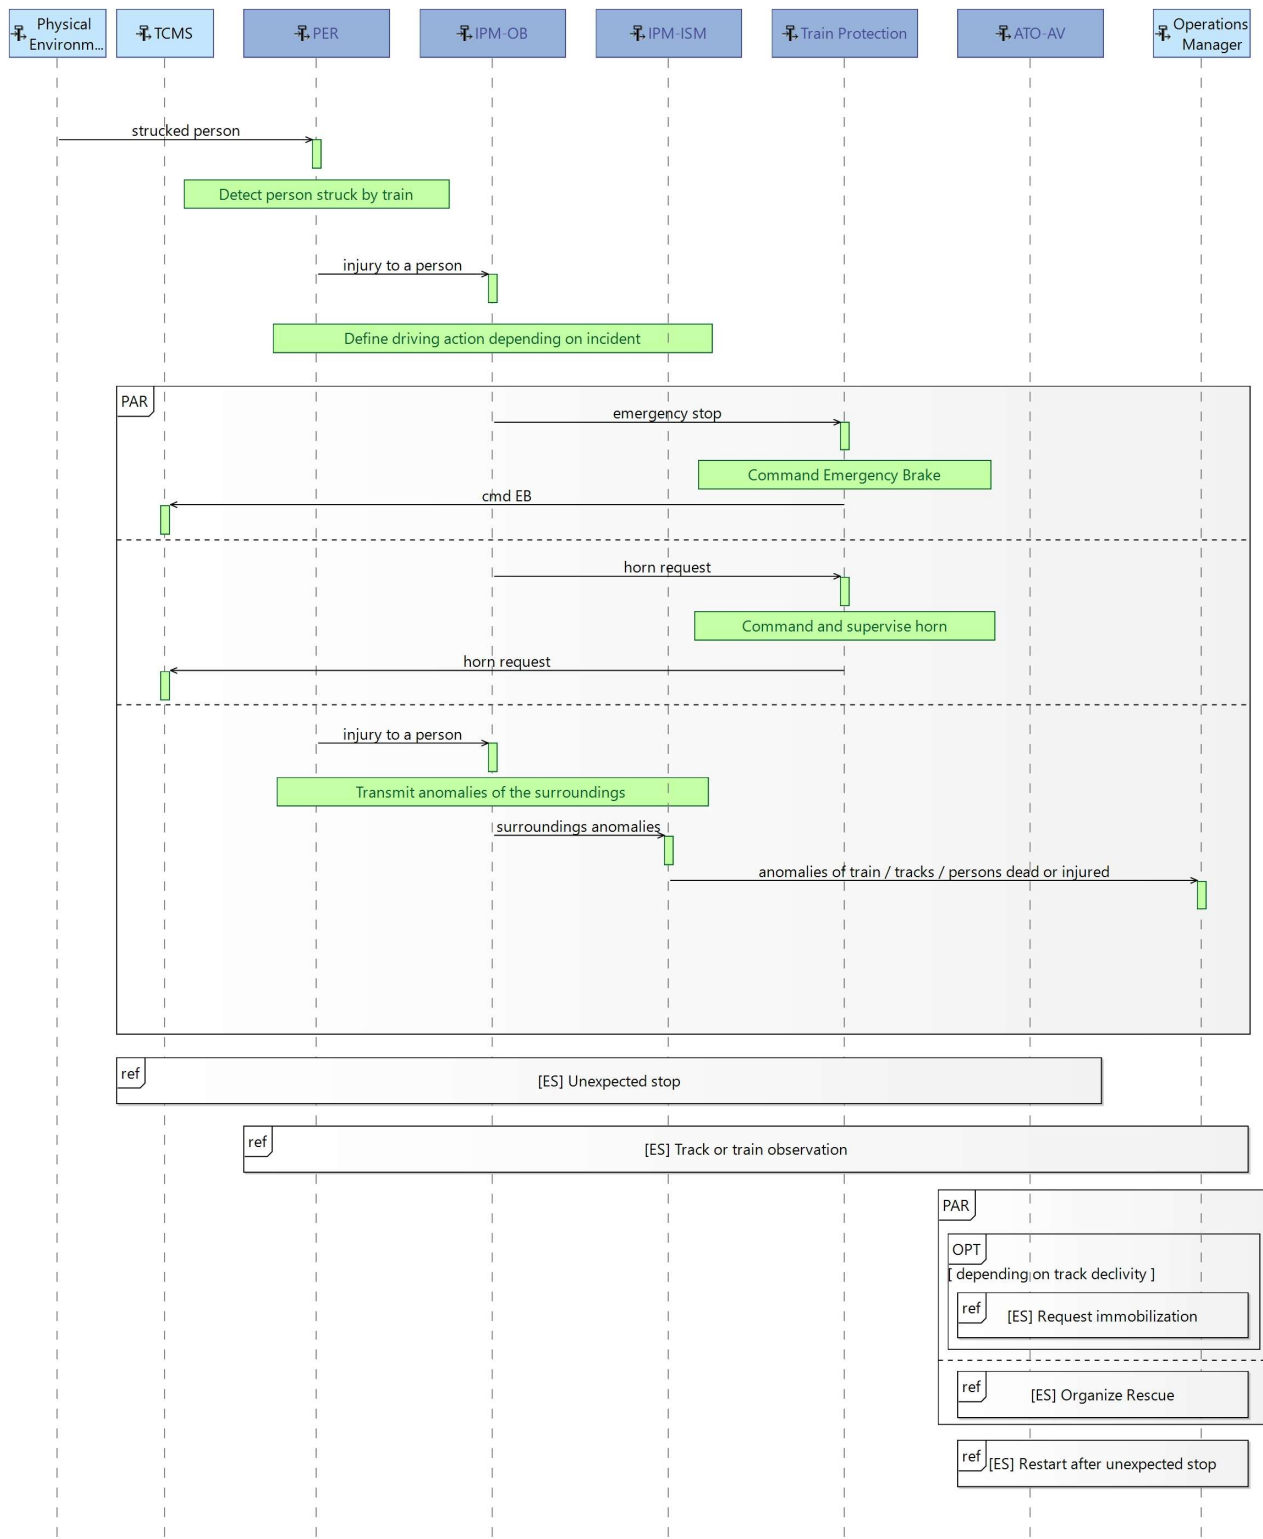 Physical
Environm...
TCMS
PER
IPM-OB
IPM-ISM
Train Protection
ATO-AV
Operations
Manager
strucked person
Detect person struck by train
injury to a person
Define driving action depending on incident
PAR
emergency stop
Command Emergency Brake
cmd EB
horn request
Command and supervise horn
horn request
injury to a person
Transmit anomalies of the surroundings
surroundings anomalies
anomalies of train / tracks / persons dead or injured
ref
[ES] Unexpected stop
ref
[ES] Track or train observation
PAR
OPT
[ depending on track declivity ]
ref
[ES] Request immobilization
ref
[ES] Organize Rescue
ref
[ES] Restart after unexpected stop